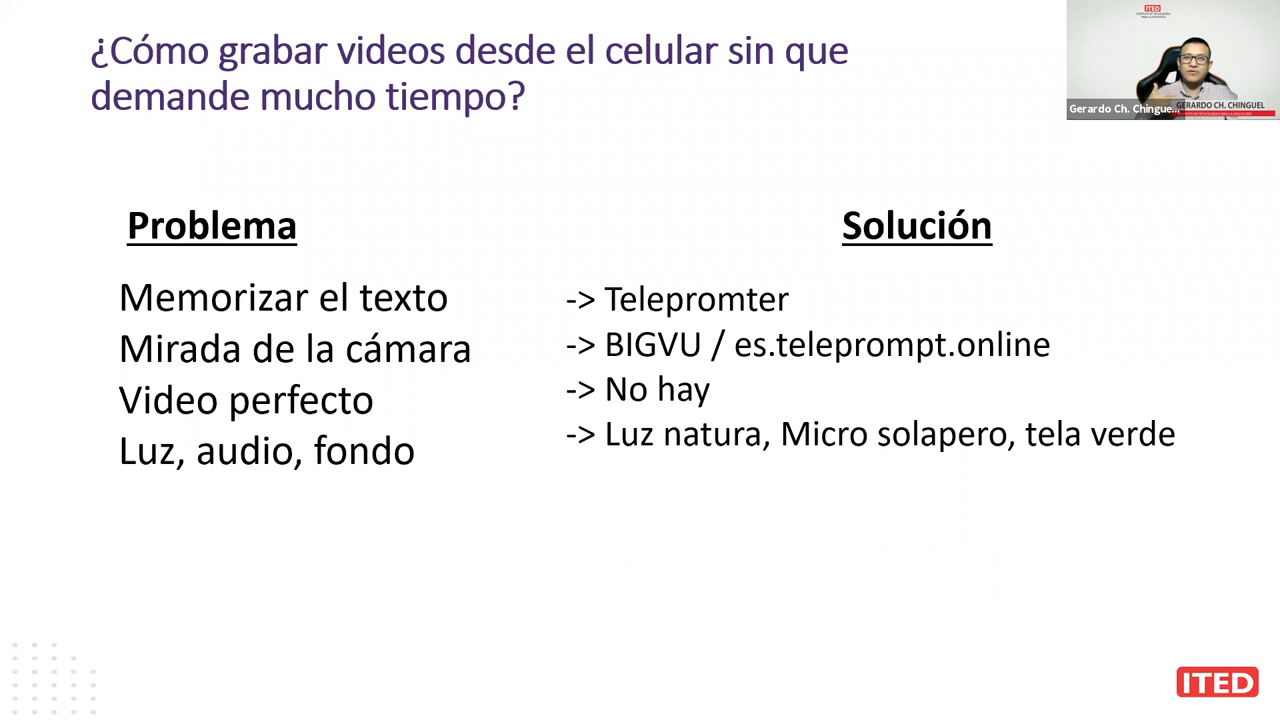 ¿Cómo grabar videos desde el celular sin que
demande mucho tiempo?
ITED
Gerardo Ch. Chingue...
GERARDO CH. CHINGUEL
Problema
Solución
Memorizar el texto
-> Telepromter
Mirada de la cámara
-> BIGVU / es.teleprompt.online
Video perfecto
-> No hay
Luz, audio, fondo
-> Luz natura, Micro solapero, tela verde
ITED